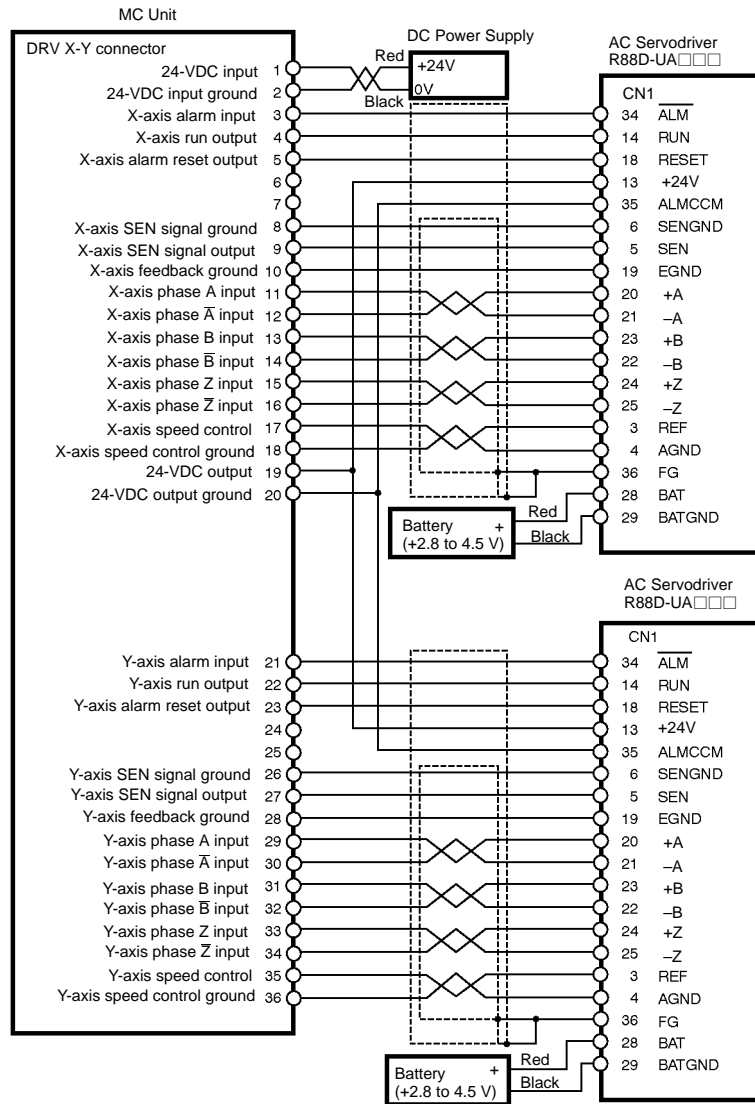 MC Unit
DRV X-Y connector
DC Power Supply
AC Servodriver
R88D-UA□□□
24-VDC input 1 Red +24V
24-VDC input ground 2 Black 0V
CN1
X-axis alarm input 3 34 A̅L̅M̅
X-axis run output 4 14 RUN
X-axis alarm reset output 5 18 RESET
6 13 +24V
7 35 ALMCCM
X-axis SEN signal ground 8 6 SENGND
X-axis SEN signal output 9 5 SEN
X-axis feedback ground 10 19 EGND
X-axis phase A input 11 20 +A
X-axis phase A̅ input 12 21 –A
X-axis phase B input 13 23 +B
X-axis phase B̅ input 14 22 –B
X-axis phase Z input 15 24 +Z
X-axis phase Z̅ input 16 25 –Z
X-axis speed control 17 3 REF
X-axis speed control ground 18 4 AGND
24-VDC output 19 36 FG
24-VDC output ground 20 28 BAT
Battery + Red 29 BATGND
(+2.8 to 4.5 V) Black
AC Servodriver
R88D-UA□□□
CN1
Y-axis alarm input 21 34 A̅L̅M̅
Y-axis run output 22 14 RUN
Y-axis alarm reset output 23 18 RESET
24 13 +24V
25 35 ALMCCM
Y-axis SEN signal ground 26 6 SENGND
Y-axis SEN signal output 27 5 SEN
Y-axis feedback ground 28 19 EGND
Y-axis phase A input 29 20 +A
Y-axis phase A̅ input 30 21 –A
Y-axis phase B input 31 23 +B
Y-axis phase B̅ input 32 22 –B
Y-axis phase Z input 33 24 +Z
Y-axis phase Z̅ input 34 25 –Z
Y-axis speed control 35 3 REF
Y-axis speed control ground 36 4 AGND
36 FG
28 BAT
Battery + Red 29 BATGND
(+2.8 to 4.5 V) Black